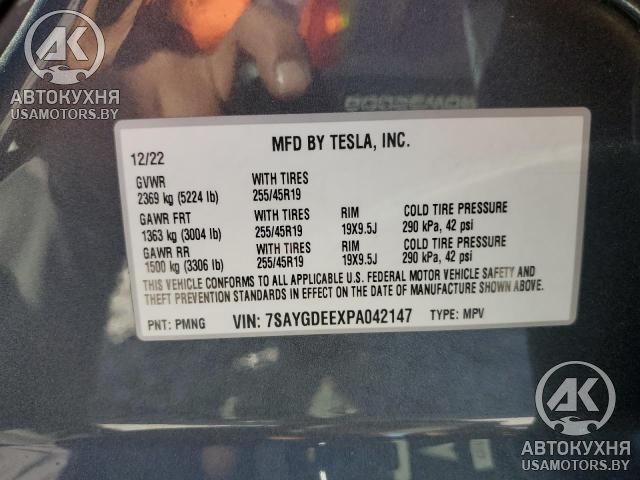 АК
АВТОКУХНЯ
USAMOTORS.BY
MFD BY TESLA, INC.
12/22
GVWR WITH TIRES
2369 kg (5224 lb) 255/45R19
GAWR FRT WITH TIRES RIM COLD TIRE PRESSURE
1363 kg (3004 lb) 255/45R19 19X9.5J 290 kPa, 42 psi
GAWR RR WITH TIRES RIM COLD TIRE PRESSURE
1500 kg (3306 lb) 255/45R19 19X9.5J 290 kPa, 42 psi
THIS VEHICLE CONFORMS TO ALL APPLICABLE U.S. FEDERAL MOTOR VEHICLE SAFETY AND
THEFT PREVENTION STANDARDS IN EFFECT ON THE DATE OF MANUFACTURE SHOWN ABOVE.
PNT: PMNG VIN: 7SAYGDEEXPA042147 TYPE: MPV
АК
АВТОКУХНЯ
USAMOTORS.BY